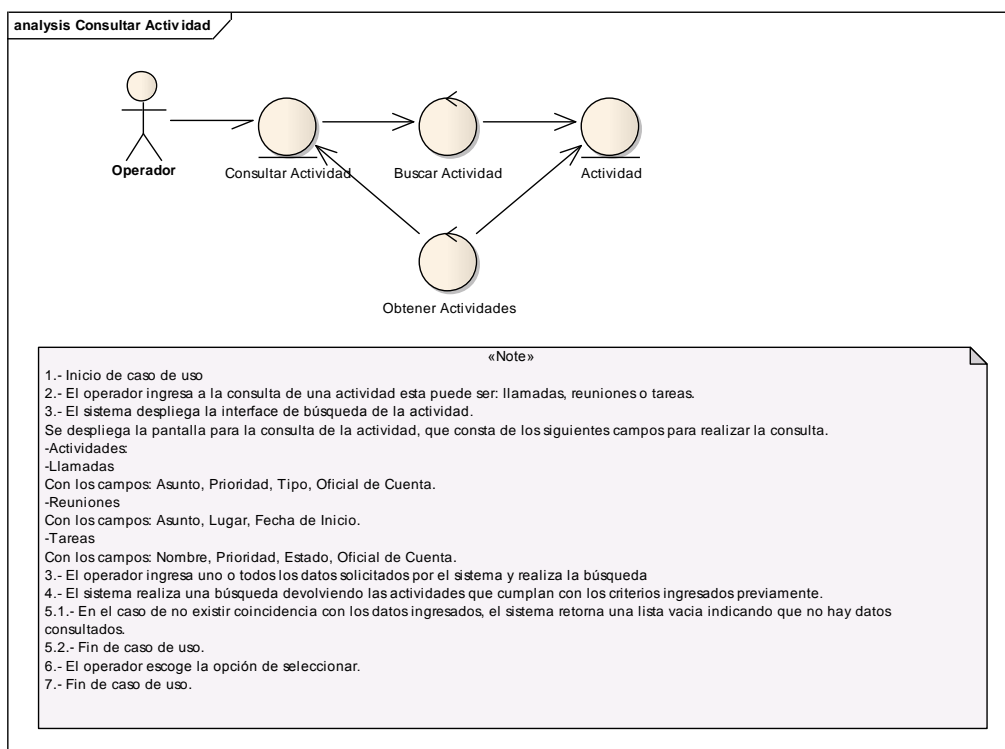 analysis Consultar Actividad
Operador
Consultar Actividad
Buscar Actividad
Actividad
Obtener Actividades
«Note»
1.- Inicio de caso de uso
2.- El operador ingresa a la consulta de una actividad esta puede ser: llamadas, reuniones o tareas.
3.- El sistema despliega la interface de búsqueda de la actividad.
Se despliega la pantalla para la consulta de la actividad, que consta de los siguientes campos para realizar la consulta.
-Actividades:
-Llamadas
Con los campos: Asunto, Prioridad, Tipo, Oficial de Cuenta.
-Reuniones
Con los campos: Asunto, Lugar, Fecha de Inicio.
-Tareas
Con los campos: Nombre, Prioridad, Estado, Oficial de Cuenta.
3.- El operador ingresa uno o todos los datos solicitados por el sistema y realiza la búsqueda
4.- El sistema realiza una búsqueda devolviendo las actividades que cumplan con los criterios ingresados previamente.
5.1.- En el caso de no existir coincidencia con los datos ingresados, el sistema retorna una lista vacia indicando que no hay datos
consultados.
5.2.- Fin de caso de uso.
6.- El operador escoge la opción de seleccionar.
7.- Fin de caso de uso.